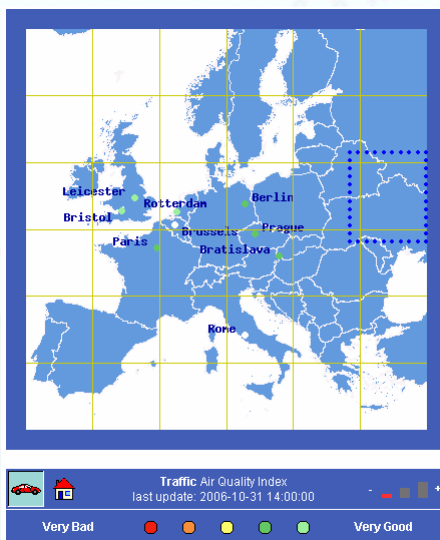 Leicester
Berlin
Rotterdam
Bristol
Brussels
Prague
Paris
Bratislava
Rome
Traffic Air Quality Index
last update: 2006-10-31 14:00:00
- +
Very Bad Very Good